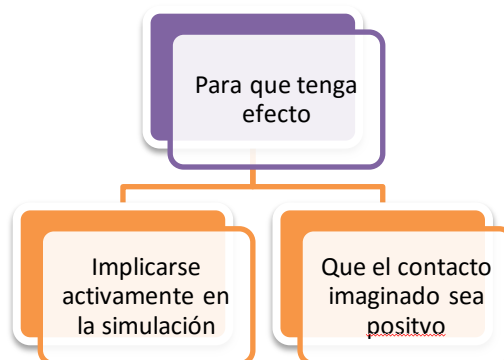 Para que tenga
efecto
Implicarse
activamente en
la simulación
Que el contacto
imaginado sea
positvo